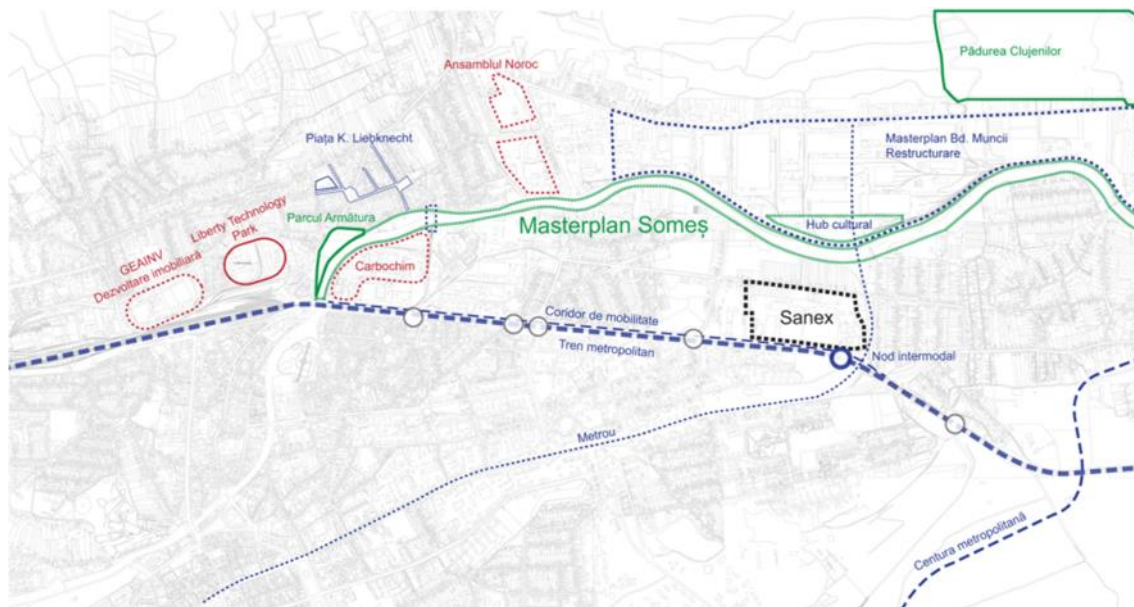 Pădurea Clujenilor
Ansamblul Noroc
Piața K. Liebknecht
Masterplan Bd. Muncii
Restructurare
Liberty Technology
Park
Parcul Armătura
Masterplan Someș
Hub cultural
GEAINV
Dezvoltare imobiliară
Carbochim
Coridor de mobilitate
Sanex
Tren metropolitan
Nod intermodal
Metrou
Centura metropolitană